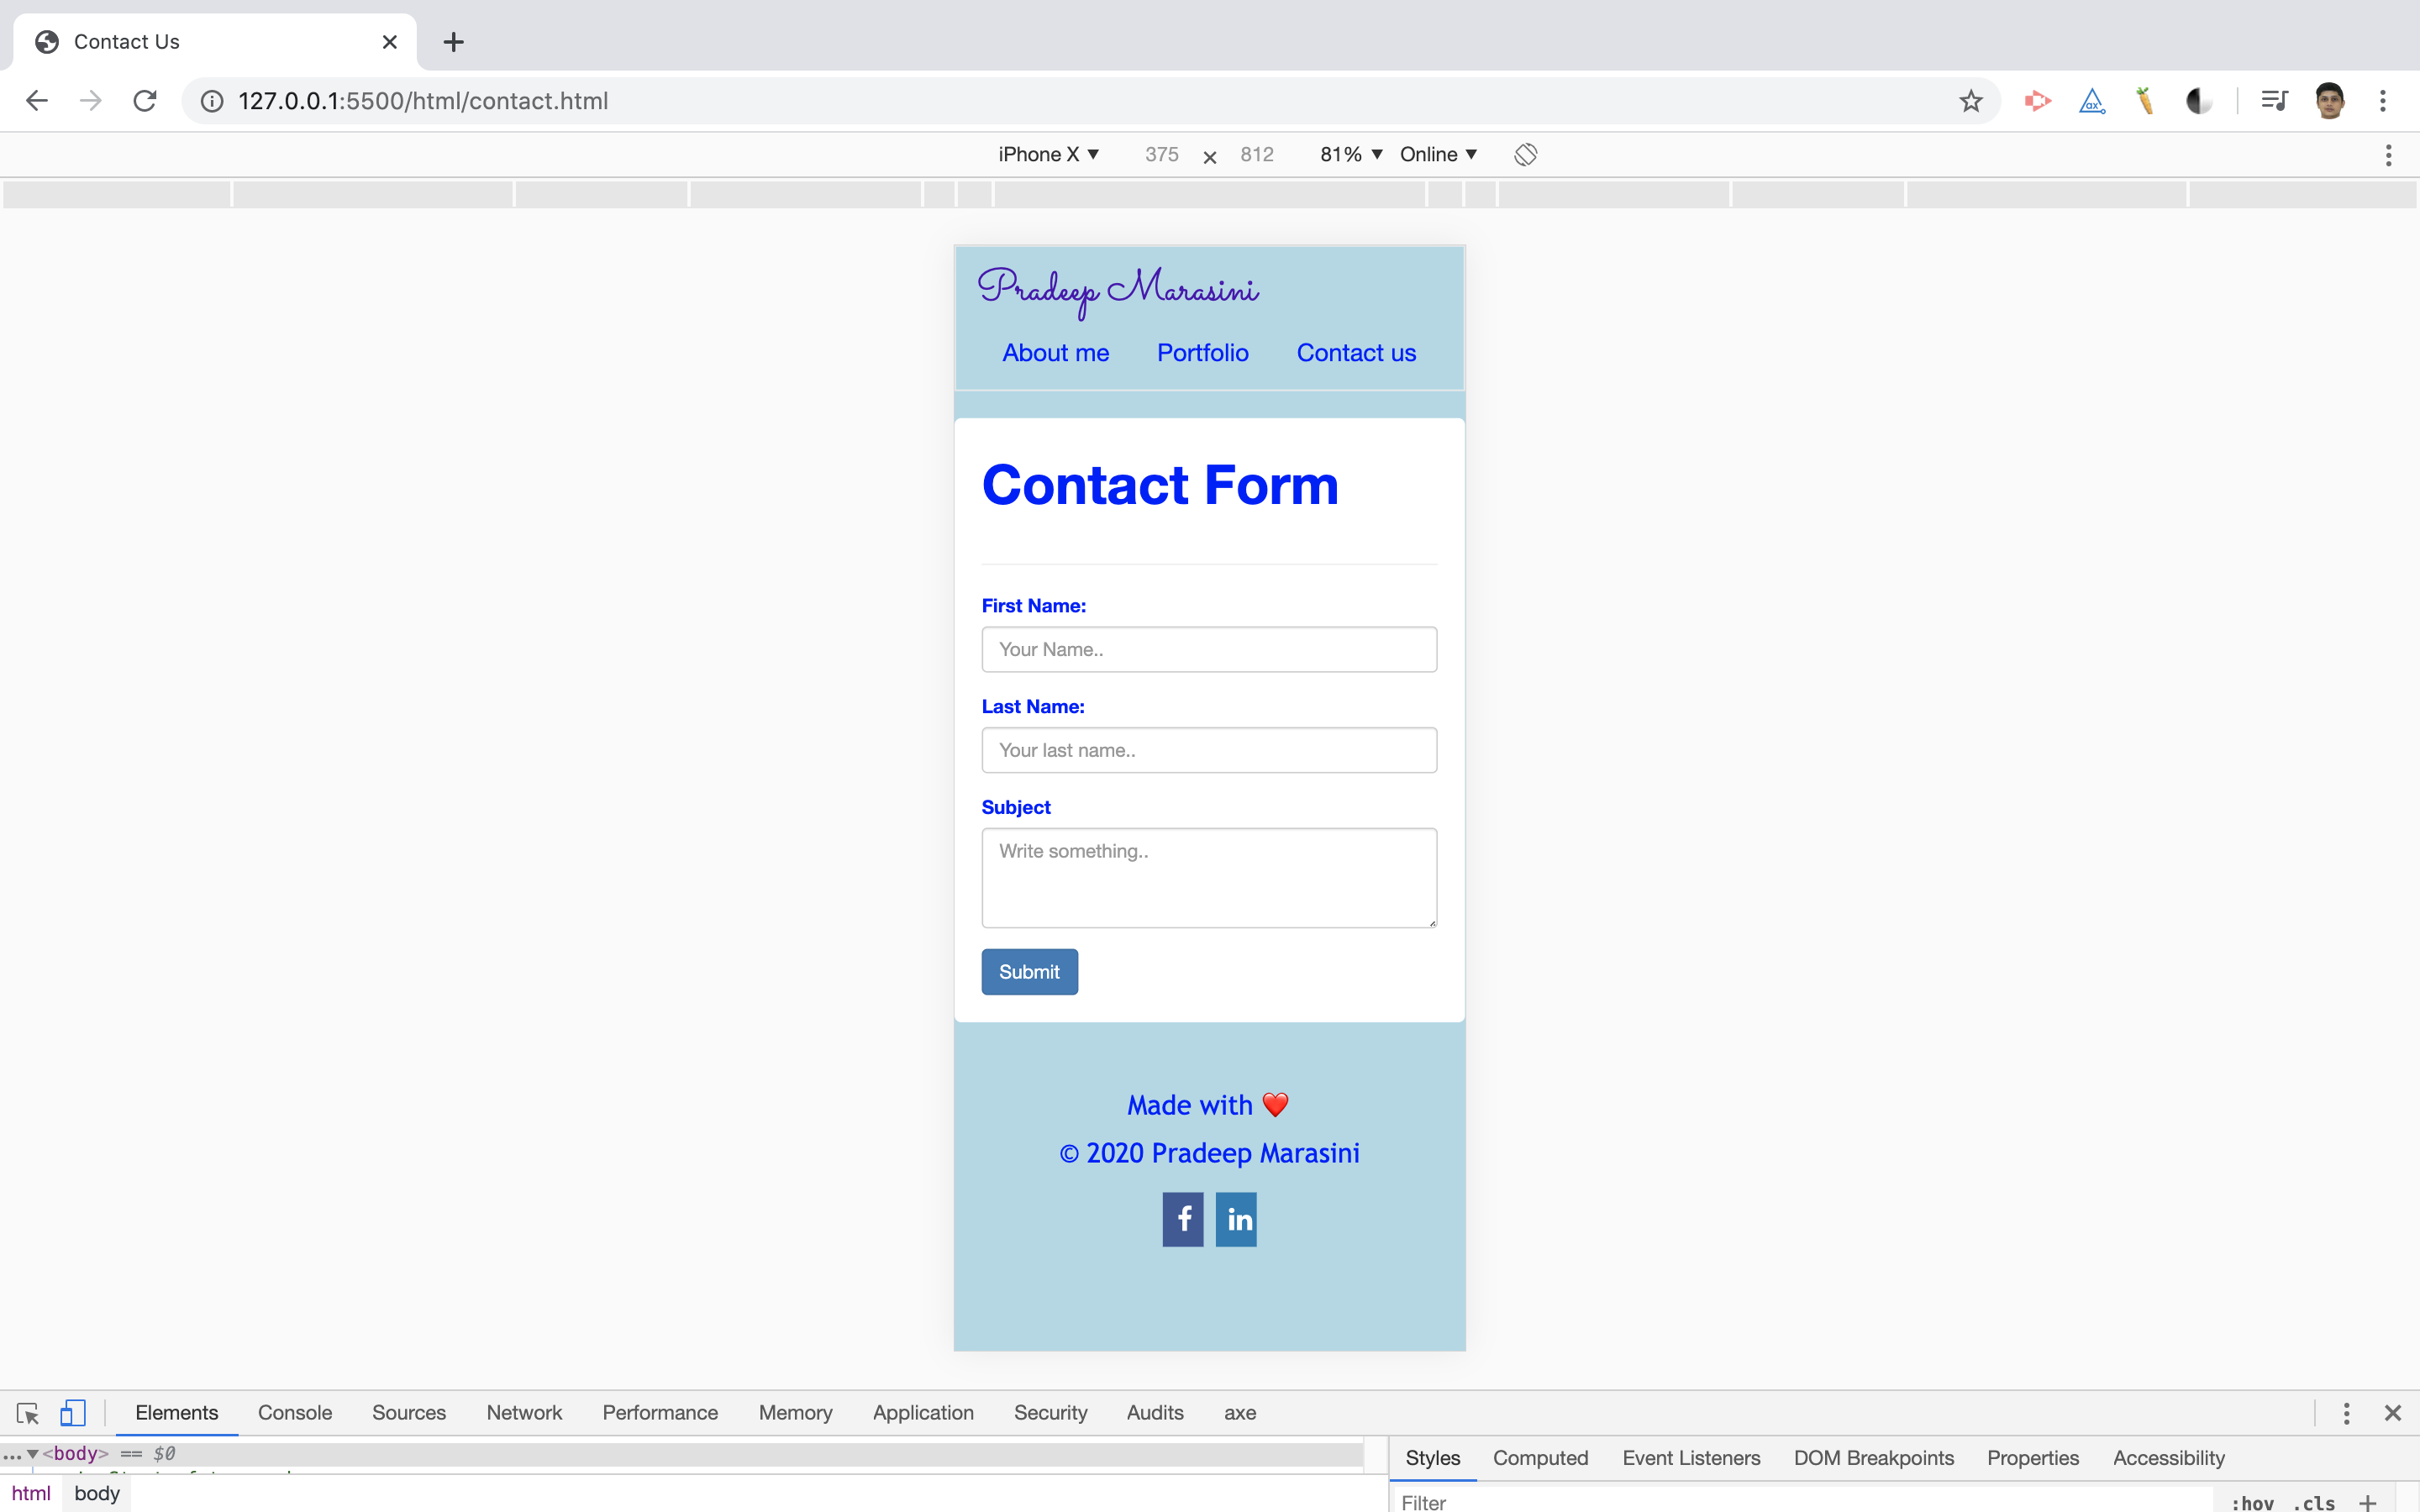 Contact Us
127.0.0.1:5500/html/contact.html
iPhone X 375 × 812 81% Online
Pradeep Marasini
About me Portfolio Contact us
Contact Form
First Name:
Your Name..
Last Name:
Your last name..
Subject
Write something..
Submit
Made with ❤️
© 2020 Pradeep Marasini
f in
Elements Console Sources Network Performance Memory Application Security Audits axe
... ▼<body> == $0
Styles Computed Event Listeners DOM Breakpoints Properties Accessibility
html body
Filter :hov .cls +